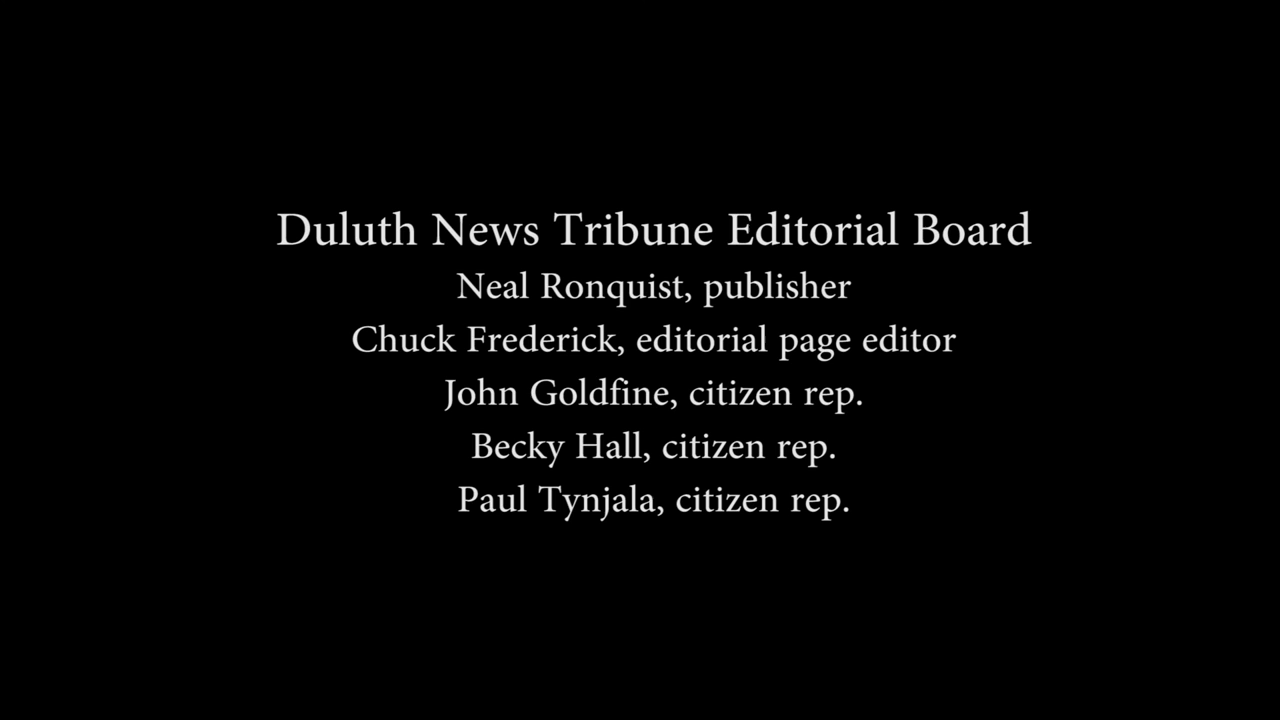 Duluth News Tribune Editorial Board
Neal Ronquist, publisher
Chuck Frederick, editorial page editor
John Goldfine, citizen rep.
Becky Hall, citizen rep.
Paul Tynjala, citizen rep.